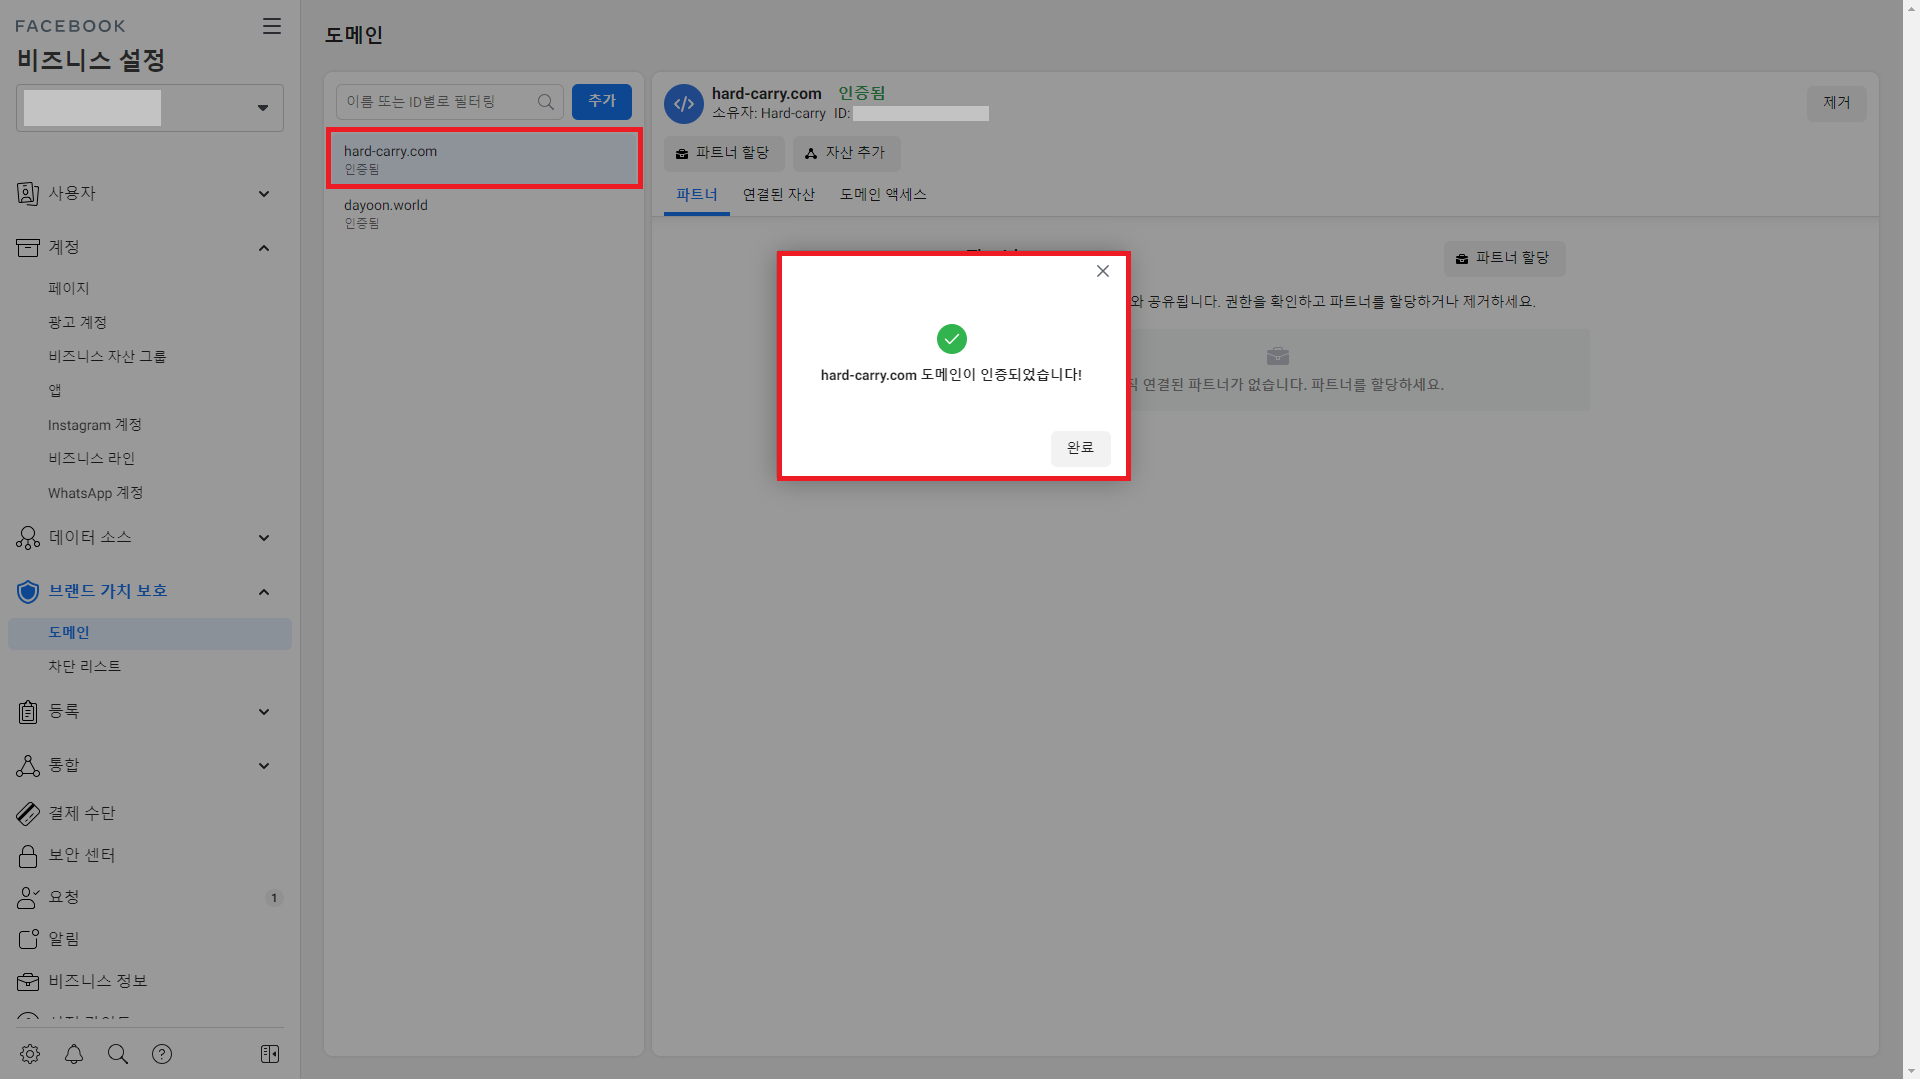 FACEBOOK
비즈니스 설정
사용자
계정
페이지
광고 계정
비즈니스 자산 그룹
앱
Instagram 계정
비즈니스 라인
WhatsApp 계정
데이터 소스
브랜드 가치 보호
도메인
차단 리스트
등록
통합
결제 수단
보안 센터
요청 1
알림
비즈니스 정보
도메인
이름 또는 ID별로 필터링 추가
hard-carry.com
인증됨
dayoon.world
인증됨
hard-carry.com 인증됨
소유자: Hard-carry ID:
제거
파트너 할당 자산 추가
파트너 연결된 자산 도메인 액세스
파트너 할당
와 공유됩니다. 권한을 확인하고 파트너를 할당하거나 제거하세요.
연결된 파트너가 없습니다. 파트너를 할당하세요.
hard-carry.com 도메인이 인증되었습니다!
완료